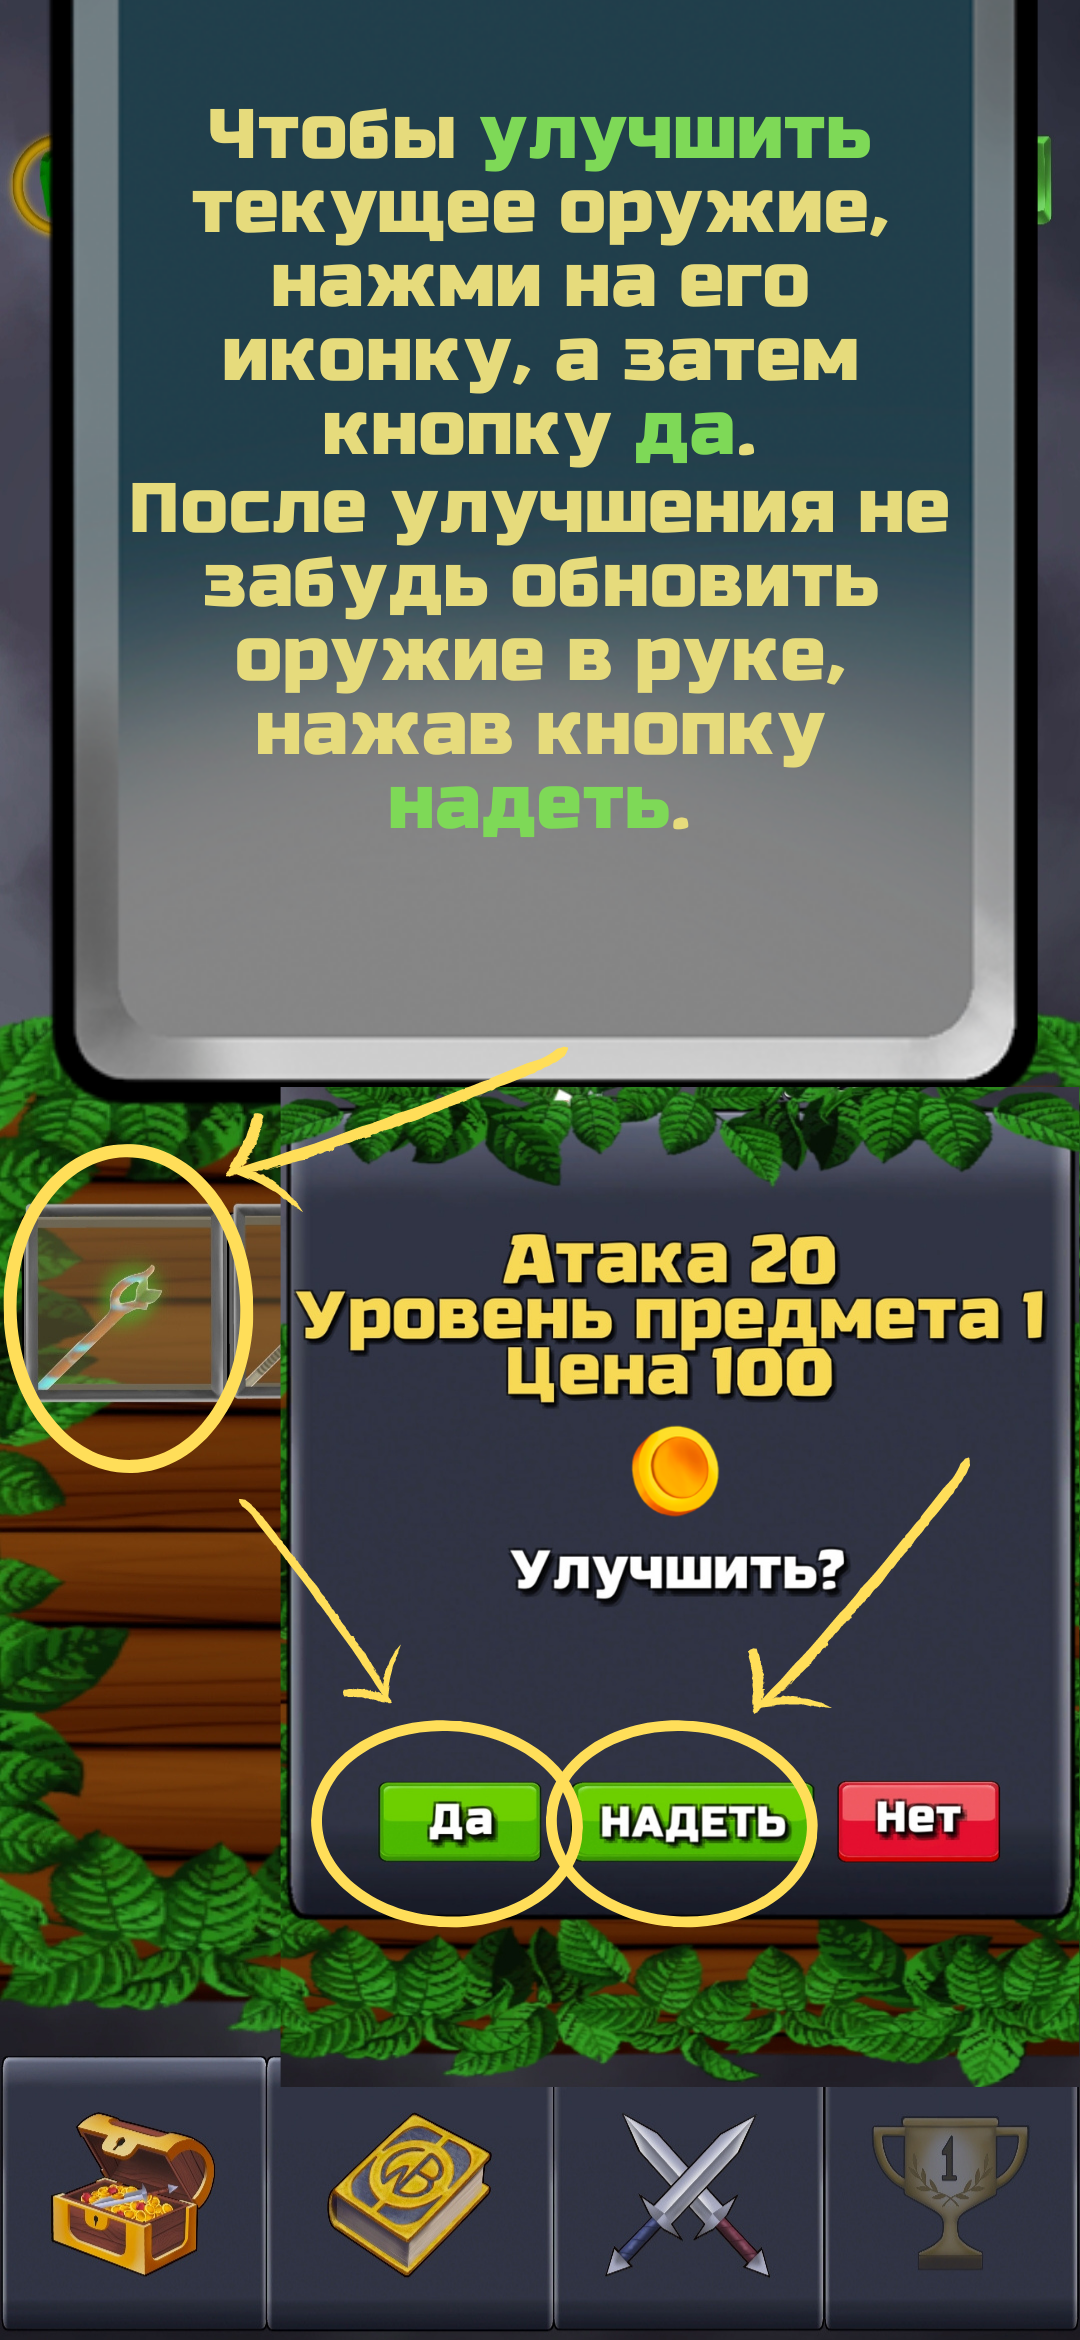 Чтобы улучшить
текущее оружие,
нажми на его
иконку, а затем
кнопку да.
После улучшения не
забудь обновить
оружие в руке,
нажав кнопку
надеть.
Атака 20
Уровень предмета 1
Цена 100
Улучшить?
Да
НАДЕТЬ
Нет
WB
1